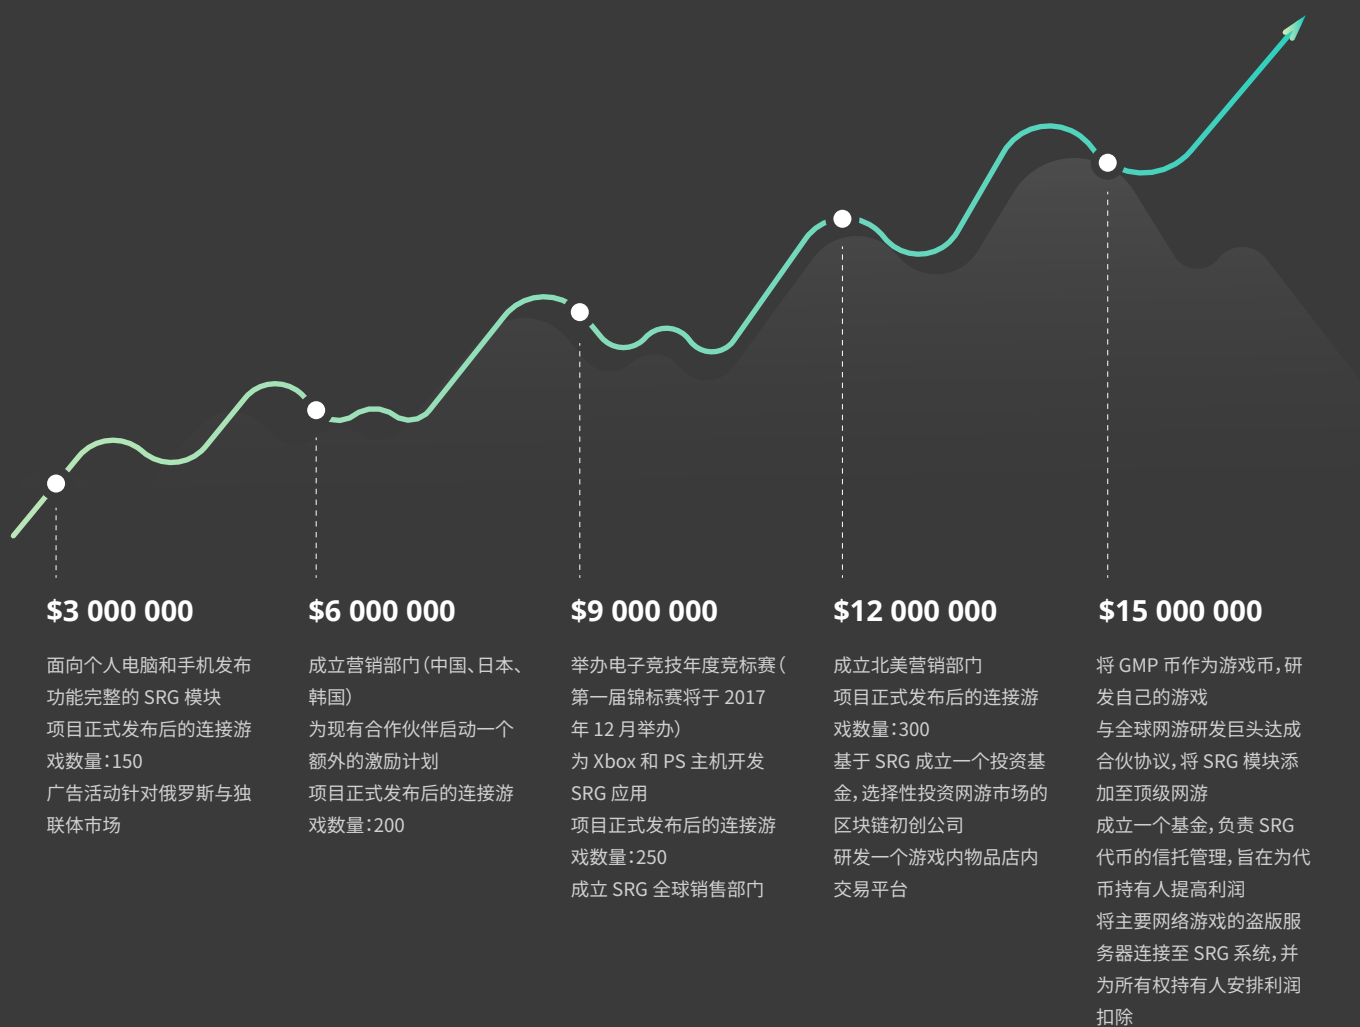 $3 000 000
面向个人电脑和手机发布
功能完整的 SRG 模块
项目正式发布后的连接游
戏数量：150
广告活动针对俄罗斯与独
联体市场
$6 000 000
成立营销部门（中国、日本、
韩国）
为现有合作伙伴启动一个
额外的激励计划
项目正式发布后的连接游
戏数量：200
$9 000 000
举办电子竞技年度竞标赛（
第一届锦标赛将于 2017
年 12 月举办）
为 Xbox 和 PS 主机开发
SRG 应用
项目正式发布后的连接游
戏数量：250
成立 SRG 全球销售部门
$12 000 000
成立北美营销部门
项目正式发布后的连接游
戏数量：300
基于 SRG 成立一个投资基
金，选择性投资网游市场的
区块链初创公司
研发一个游戏内物品店内
交易平台
$15 000 000
将 GMP 币作为游戏币，研
发自己的游戏
与全球网游研发巨头达成
合伙协议，将 SRG 模块添
加至顶级网游
成立一个基金，负责 SRG
代币的信托管理，旨在为代
币持有人提高利润
将主要网络游戏的盗版服
务器连接至 SRG 系统，并
为所有权持有人安排利润
扣除